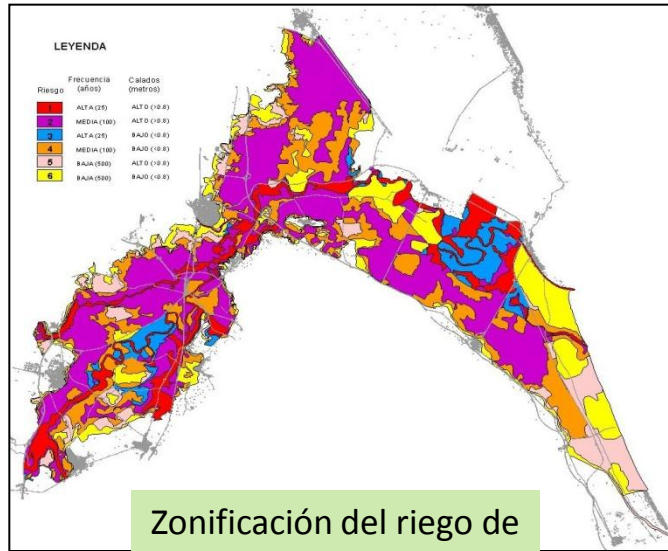 LEYENDA
Riesgo Frecuencia (años) Calados (metros)
1 ALTA (25) ALTO (>0.8)
2 MEDIA (100) ALTO (>0.8)
3 ALTA (25) BAJO (<0.8)
4 MEDIA (100) BAJO (<0.8)
5 BAJA (500) ALTO (>0.8)
6 BAJA (500) BAJO (<0.8)
Zonificación del riego de